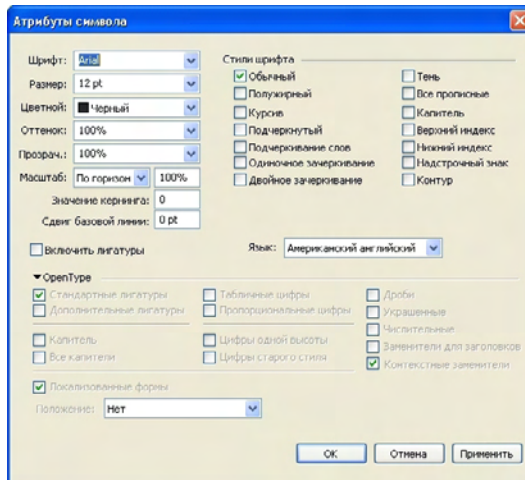 Атрибуты символа
Шрифт: Arial
Размер: 12 pt
Цветной: Черный
Оттенок: 100%
Прозрач.: 100%
Масштаб: По горизон 100%
Значение кернинга: 0
Сдвиг базовой линии: 0 pt
Стили шрифта
Обычный
Полужирный
Курсив
Подчеркнутый
Подчеркивание слов
Одиночное зачеркивание
Двойное зачеркивание
Тень
Все прописные
Капитель
Верхний индекс
Нижний индекс
Надстрочный знак
Контур
Включить лигатуры
Язык: Американский английский
OpenType
Стандартные лигатуры
Дополнительные лигатуры
Капитель
Все капители
Табличные цифры
Пропорциональные цифры
Цифры одной высоты
Цифры старого стиля
Дроби
Украшенные
Числительные
Заменители для заголовков
Контекстные заменители
Локализованные формы
Положение: Нет
ОК
Отмена
Применить